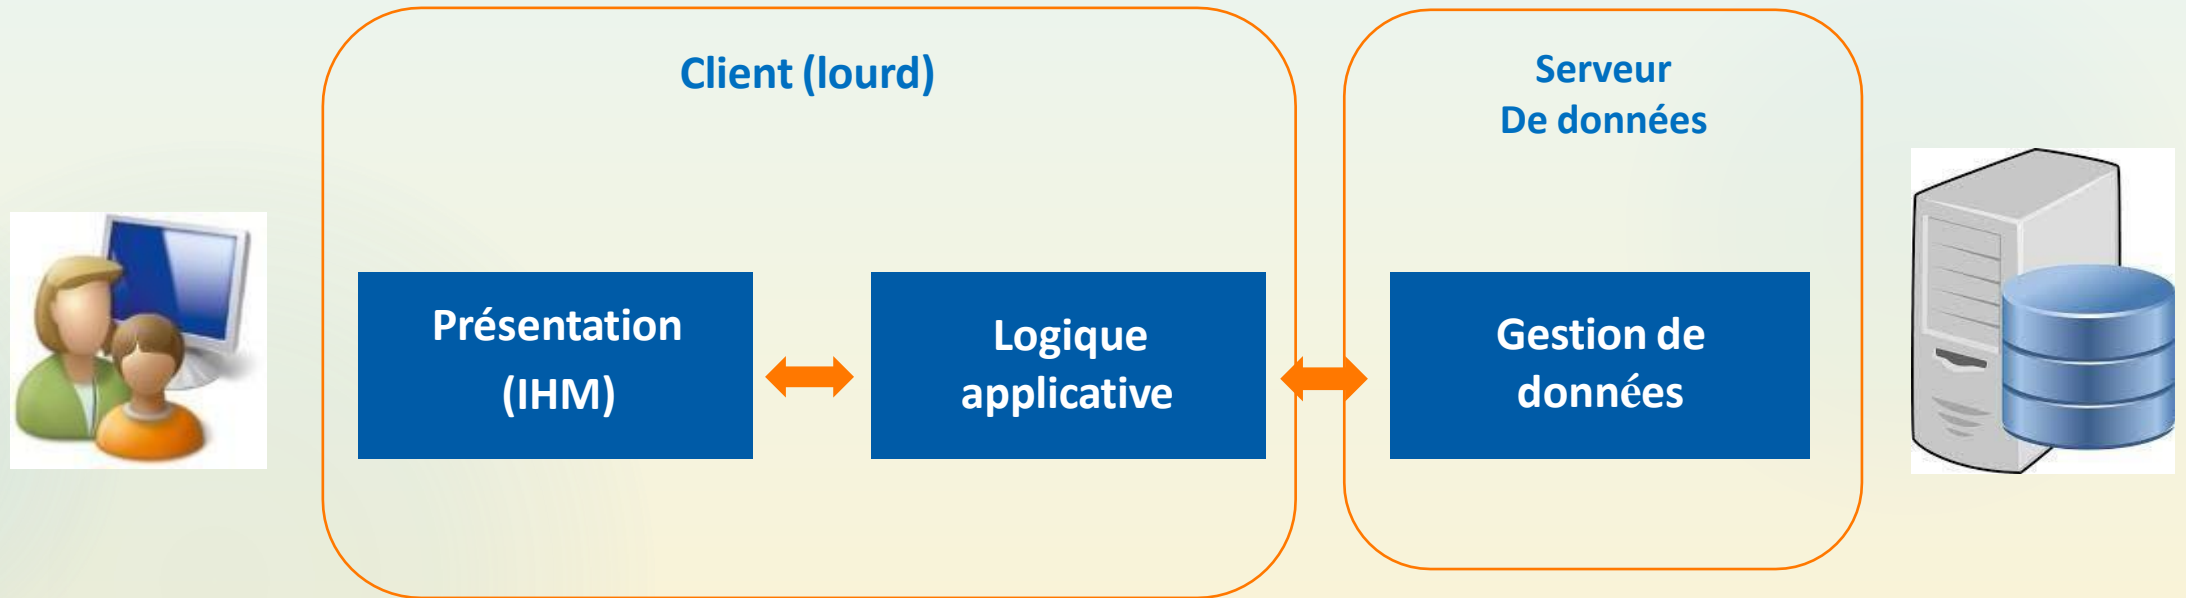 Client (lourd)
Serveur
De données
Présentation
(IHM)
Logique
applicative
Gestion de
données